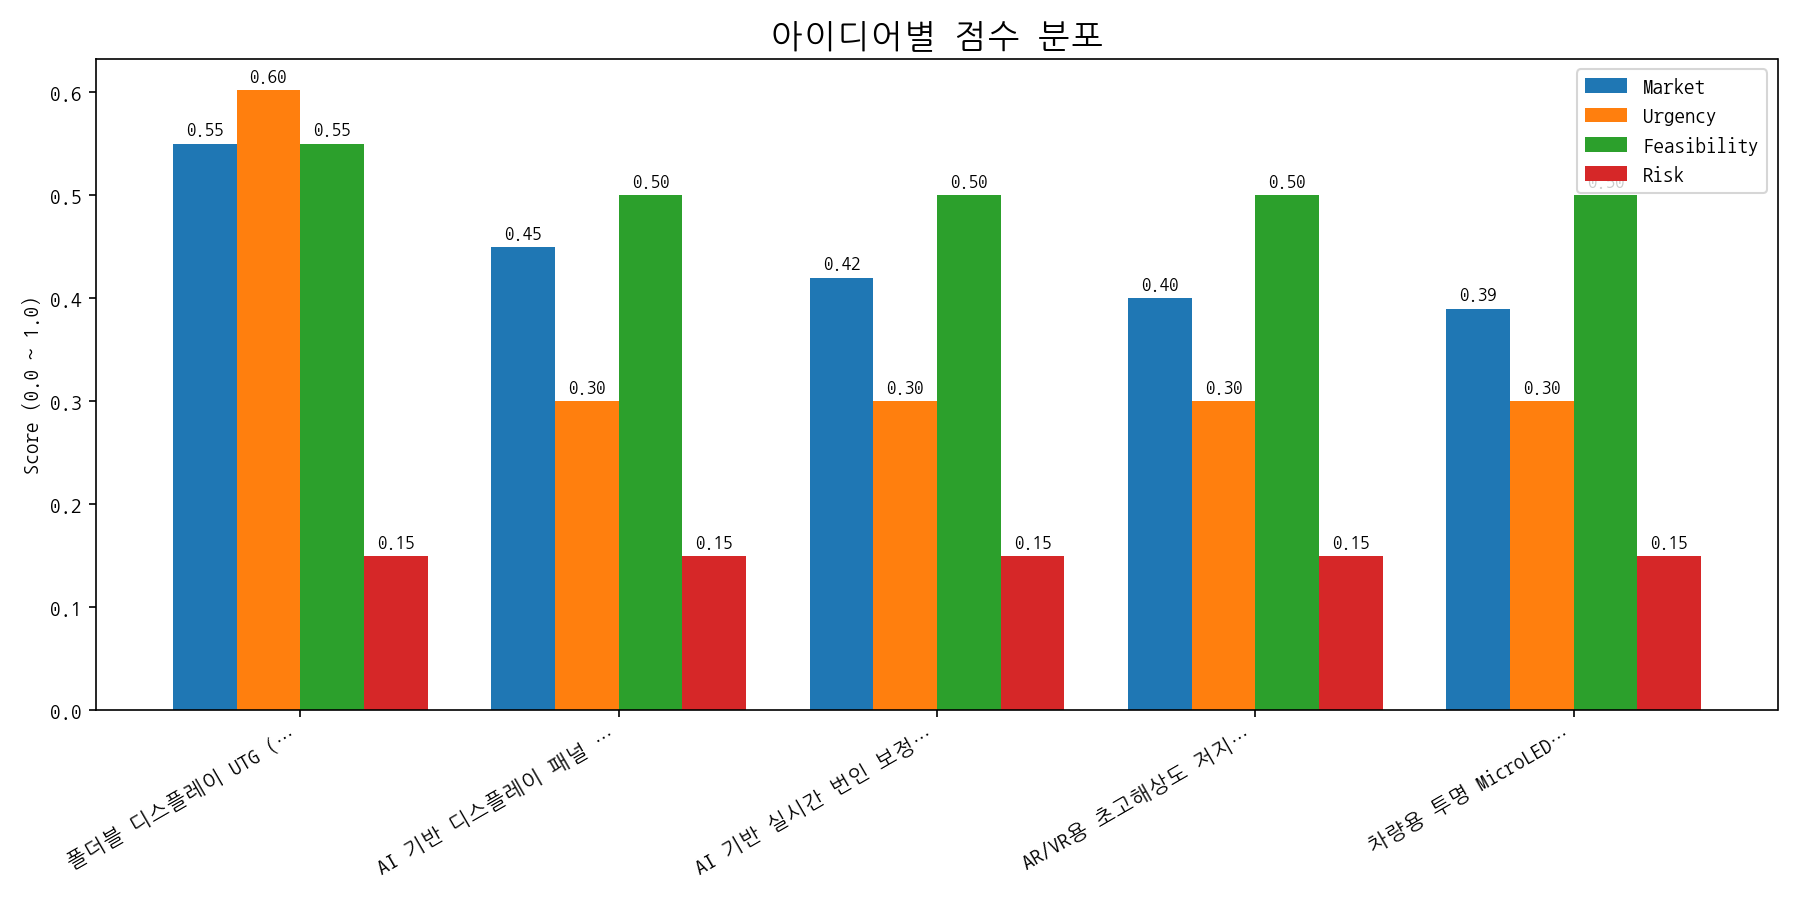 아이디어별 점수 분포
Market
Urgency
Feasibility
Risk
Score (0.0 ~ 1.0)
0.6
0.5
0.4
0.3
0.2
0.1
0.0
0.55
0.60
0.55
0.15
0.45
0.30
0.50
0.15
0.42
0.30
0.50
0.15
0.40
0.30
0.50
0.15
0.39
0.30
0.50
0.15
폴더블 디스플레이 UTG (…
AI 기반 디스플레이 패널 …
AI 기반 실시간 번인 보정…
AR/VR용 초고해상도 저지…
차량용 투명 MicroLED…